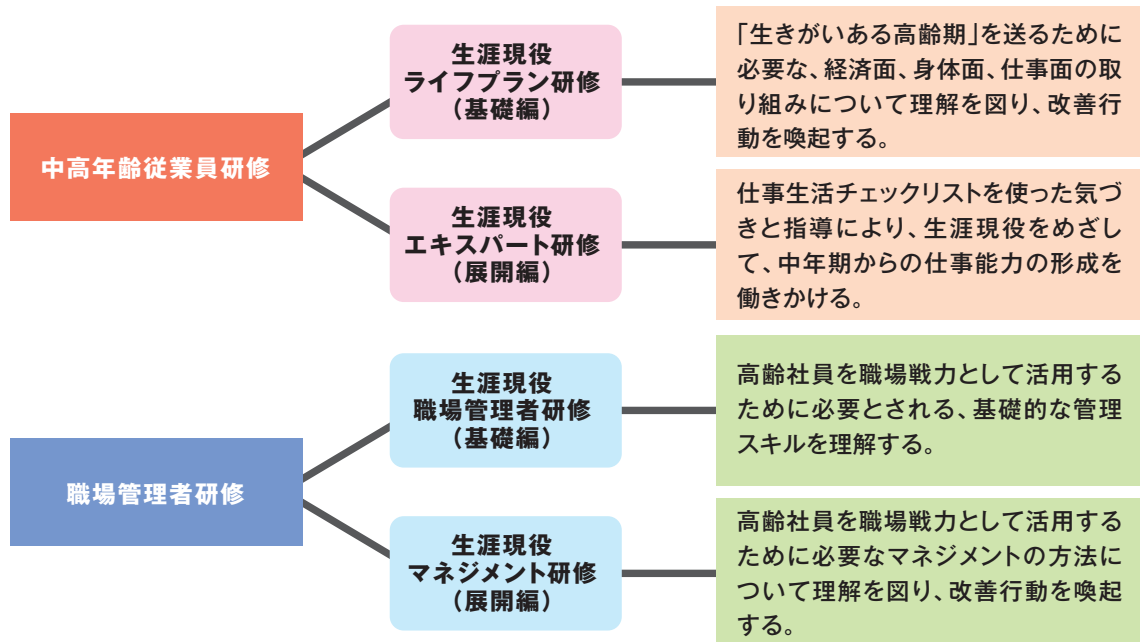 中高年齢従業員研修
生涯現役
ライフプラン研修
（基礎編）
「生きがいある高齢期」を送るために
必要な、経済面、身体面、仕事面の取
り組みについて理解を図り、改善行
動を喚起する。
生涯現役
エキスパート研修
（展開編）
仕事生活チェックリストを使った気づ
きと指導により、生涯現役をめざし
て、中年期からの仕事能力の形成を
働きかける。
職場管理者研修
生涯現役
職場管理者研修
（基礎編）
高齢社員を職場戦力として活用する
ために必要とされる、基礎的な管理
スキルを理解する。
生涯現役
マネジメント研修
（展開編）
高齢社員を職場戦力として活用する
ために必要なマネジメントの方法に
ついて理解を図り、改善行動を喚起
する。